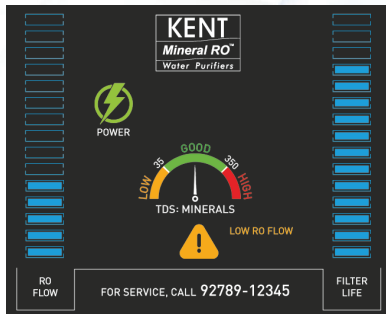 KENT
Mineral RO™
Water Purifiers
POWER
GOOD
35
350
LOW
HIGH
TDS: MINERALS
LOW RO FLOW
RO
FLOW
FOR SERVICE, CALL 92789-12345
FILTER
LIFE